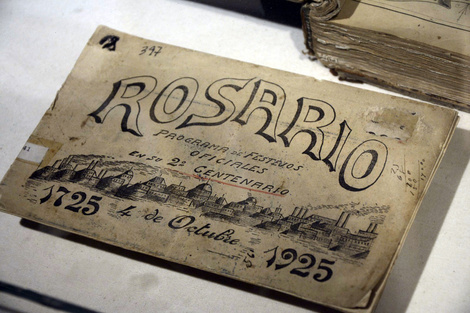 397
ROSARIO
PROGRAMA DE FESTEJOS
OFICIALES
EN SU 2º CENTENARIO
1725 4 de Octubre 1925